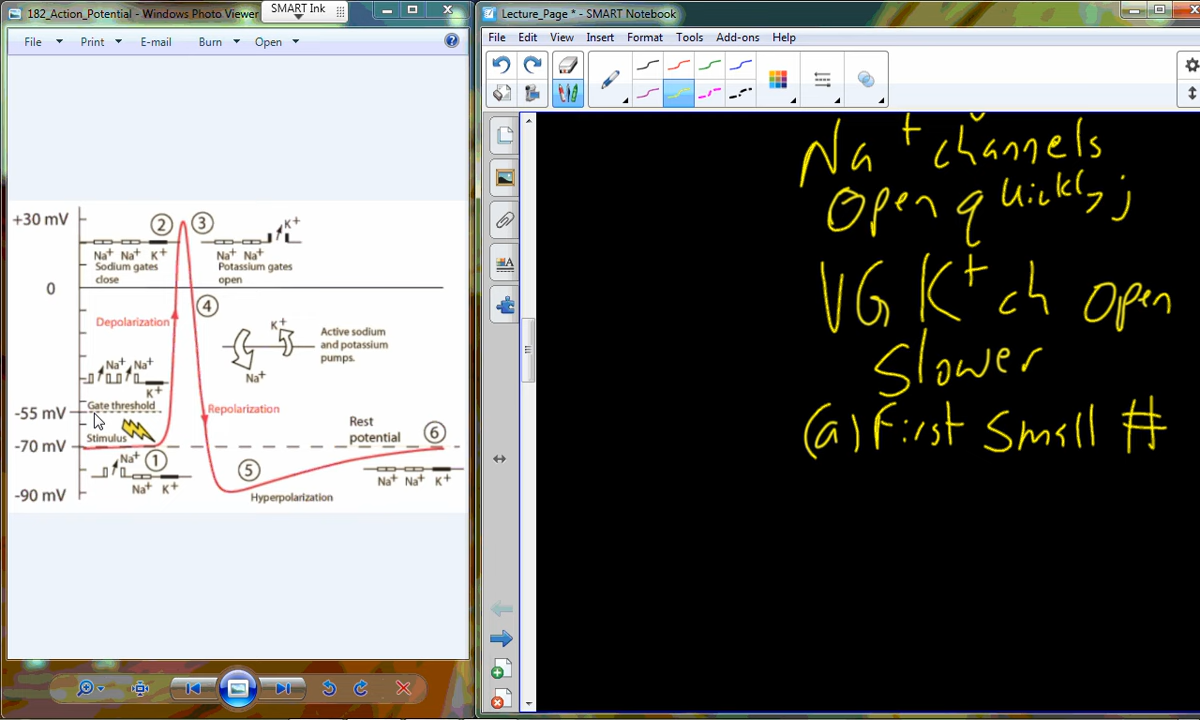 182_Action_Potential - Windows Photo Viewer
SMART Ink
File Print E-mail Burn Open
+30 mV
0
-55 mV
-70 mV
-90 mV
2
3
K+
Na+ Na+ K+
Sodium gates
close
Na+ Na+
Potassium gates
open
4
Depolarization
K+
Na+
Active sodium
and potassium
pumps.
Na+ Na+
K+
Gate threshold
Stimulus
Repolarization
Rest
potential
6
1
Na+
Na+ K+
5
Hyperpolarization
Na+ Na+ K+
Lecture_Page * - SMART Notebook
File Edit View Insert Format Tools Add-ons Help
Na+ channels
Open quickly;
VG K+ ch open
Slower
(a) First small #